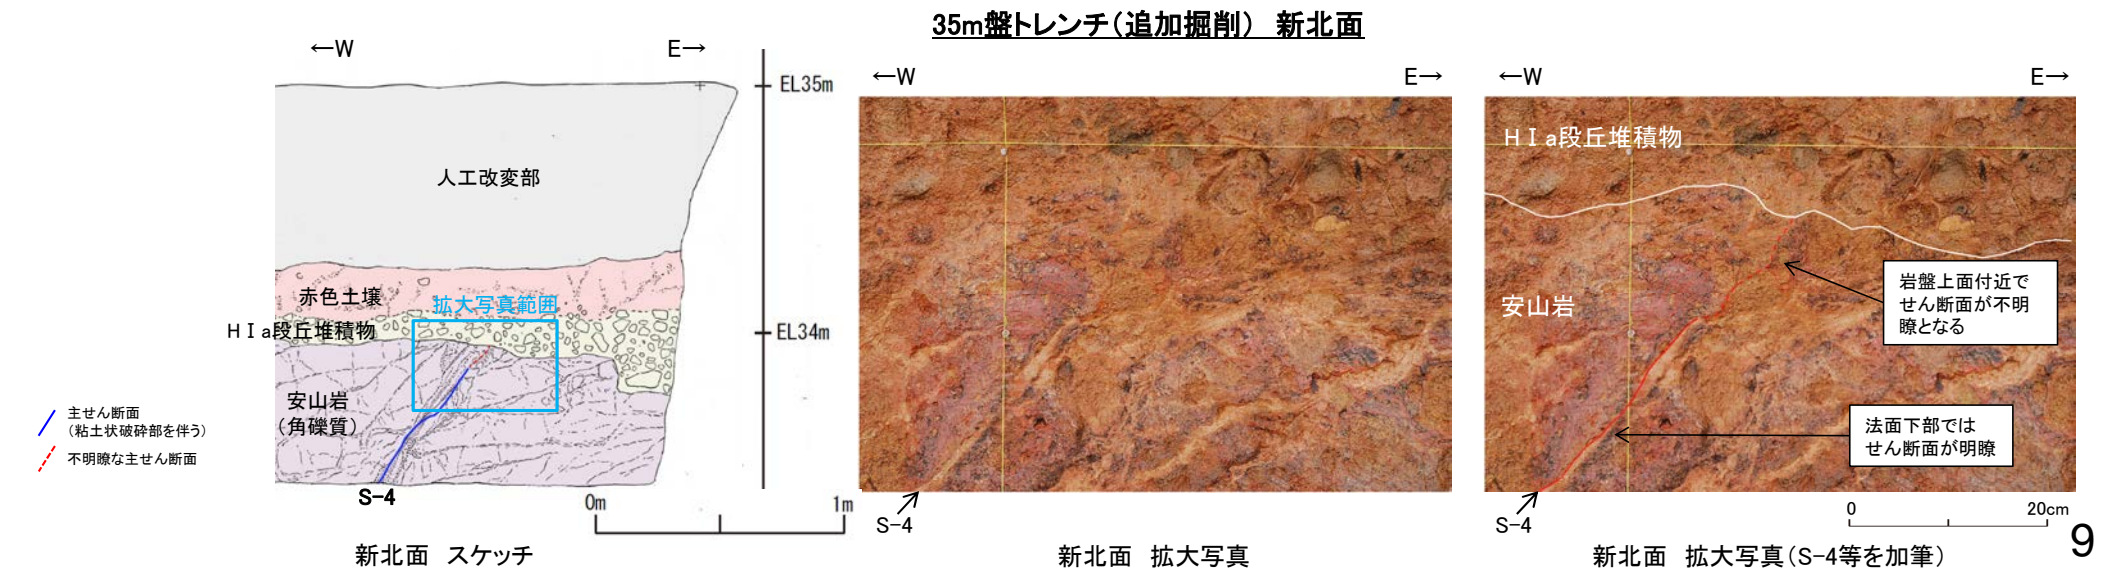 35m盤トレンチ(追加掘削) 新北面
←W
E→
EL35m
人工改変部
赤色土壌
拡大写真範囲
HⅠa段丘堆積物
EL34m
安山岩
(角礫質)
主せん断面
(粘土状破砕部を伴う)
不明瞭な主せん断面
S-4
0m
1m
新北面 スケッチ
←W
E→
S-4
新北面 拡大写真
←W
E→
HⅠa段丘堆積物
安山岩
岩盤上面付近で
せん断面が不明
瞭となる
法面下部では
せん断面が明瞭
S-4
0
20cm
新北面 拡大写真(S-4等を加筆)
9